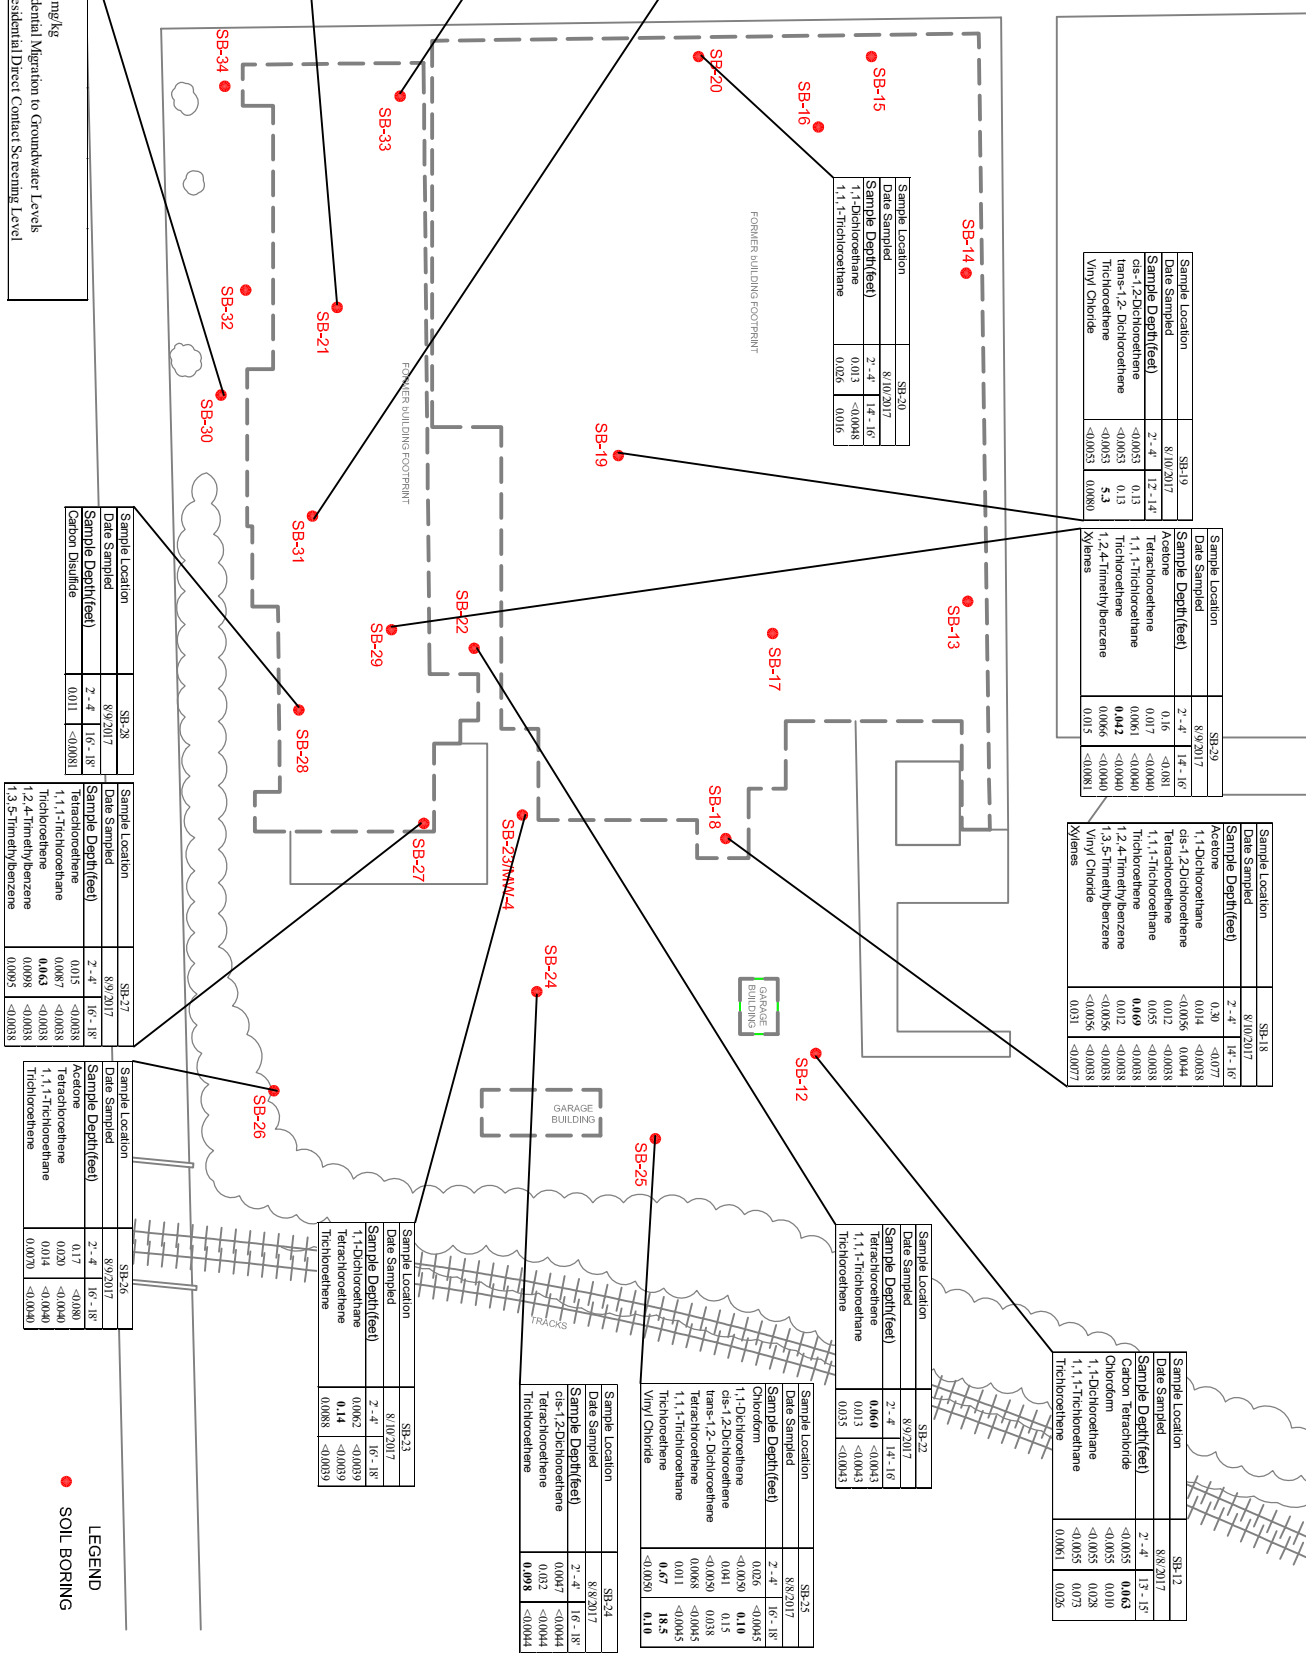 mg/kg
dential Migration to Groundwater Levels
esidential Direct Contact Screening Level
SB-34
SB-33
SB-20
SB-16
SB-15
SB-14
SB-32
SB-21
SB-30
SB-31
SB-19
SB-29
SB-22
SB-17
SB-13
SB-28
SB-27
SB-23/MW-4
SB-18
SB-24
SB-12
SB-25
SB-26
FORMER bUILDING FOOTPRINT
FORMER bUILDING FOOTPRINT
GARAGE
BUILDING
GARAGE
BUILDING
TRACKS
Sample Location SB-20
Date Sampled 8/10/2017
Sample Depth(feet) 2' - 4' 14' - 16'
1,1-Dichloroethane 0.013 <0.0048
1,1,1-Trichloroethane 0.026 0.016
Sample Location SB-19
Date Sampled 8/10/2017
Sample Depth(feet) 2' - 4' 12' - 14'
cis-1,2-Dichloroethene <0.0053 0.13
trans-1,2- Dichloroethene <0.0053 0.13
Trichloroethene <0.0053 5.3
Vinyl Chloride <0.0053 0.0080
Sample Location SB-29
Date Sampled 8/9/2017
Sample Depth(feet) 2' - 4' 14' - 16'
Acetone 0.16 <0.081
Tetrachloroethene 0.017 <0.0040
1,1,1-Trichloroethane 0.0061 <0.0040
Trichloroethene 0.042 <0.0040
1,2,4-Trimethylbenzene 0.0066 <0.0040
Xylenes 0.015 <0.0081
Sample Location SB-18
Date Sampled 8/10/2017
Sample Depth(feet) 2' - 4' 14' - 16'
Acetone 0.30 <0.077
1,1-Dichloroethane 0.014 <0.0038
cis-1,2-Dichloroethene <0.0056 0.0044
Tetrachloroethene 0.012 <0.0038
1,1,1-Trichloroethane 0.055 <0.0038
Trichloroethene 0.069 <0.0038
1,2,4-Trimethylbenzene 0.012 <0.0038
1,3,5-Trimethylbenzene <0.0056 <0.0038
Vinyl Chloride <0.0056 <0.0038
Xylenes 0.031 <0.0077
Sample Location SB-28
Date Sampled 8/9/2017
Sample Depth(feet) 2' - 4' 16' - 18'
Carbon Disulfide 0.011 <0.0081
Sample Location SB-27
Date Sampled 8/9/2017
Sample Depth(feet) 2' - 4' 16' - 18'
Tetrachloroethene 0.015 <0.0038
1,1,1-Trichloroethane 0.0087 <0.0038
Trichloroethene 0.063 <0.0038
1,2,4-Trimethylbenzene 0.0098 <0.0038
1,3,5-Trimethylbenzene 0.0095 <0.0038
Sample Location SB-26
Date Sampled 8/9/2017
Sample Depth(feet) 2' - 4' 16' - 18'
Acetone 0.17 <0.080
Tetrachloroethene 0.020 <0.0040
1,1,1-Trichloroethane 0.014 <0.0040
Trichloroethene 0.0070 <0.0040
Sample Location SB-23
Date Sampled 8/10/2017
Sample Depth(feet) 2' - 4' 16' - 18'
1,1-Dichloroethane 0.0062 <0.0039
Tetrachloroethene 0.14 <0.0039
Trichloroethene 0.0088 <0.0039
Sample Location SB-24
Date Sampled 8/8/2017
Sample Depth(feet) 2' - 4' 16' - 18'
cis-1,2-Dichloroethene 0.0047 <0.0044
Tetrachloroethene 0.032 <0.0044
Trichloroethene 0.098 <0.0044
Sample Location SB-25
Date Sampled 8/8/2017
Sample Depth(feet) 2' - 4' 16' - 18'
Chloroform 0.026 <0.0045
1,1-Dichloroethene <0.0050 0.10
cis-1,2-Dichloroethene 0.041 0.15
trans-1,2- Dichloroethene <0.0050 0.038
Tetrachloroethene 0.0068 <0.0045
1,1,1-Trichloroethane 0.011 <0.0045
Trichloroethene 0.67 18.5
Vinyl Chloride <0.0050 0.10
Sample Location SB-22
Date Sampled 8/9/2017
Sample Depth(feet) 2' - 4' 14' - 16'
Tetrachloroethene 0.060 <0.0043
1,1,1-Trichloroethane 0.013 <0.0043
Trichloroethene 0.035 <0.0043
Sample Location SB-12
Date Sampled 8/8/2017
Sample Depth(feet) 2' - 4' 13' - 15'
Carbon Tetrachloride <0.0055 0.063
Chloroform <0.0055 0.010
1,1-Dichloroethane <0.0055 0.028
1,1,1-Trichloroethane <0.0055 0.073
Trichloroethene 0.0061 0.026
LEGEND
SOIL BORING